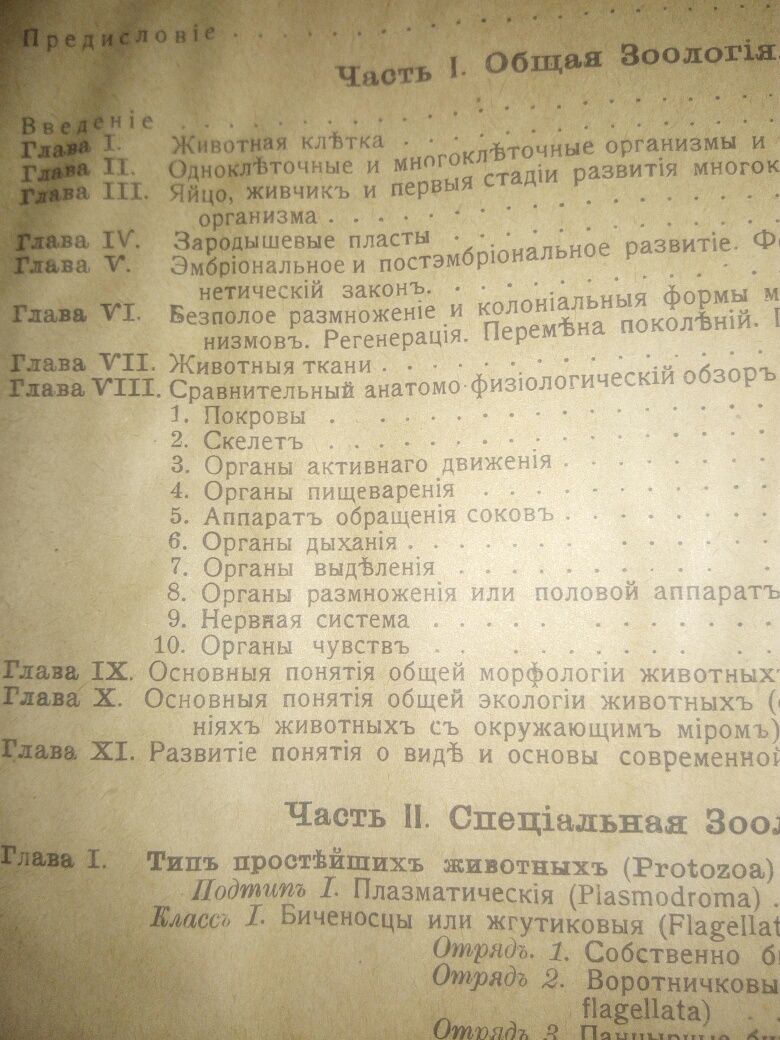 Предисловіе
Часть I. Общая Зоологія.
Введеніе
Глава I. Животная клѣтка
Глава II. Одноклѣточные и многоклѣточные организмы и
Глава III. Яйцо, живчикъ и первыя стадіи развитія многок
организма
Глава IV. Зародышевые пласты
Глава V. Эмбріональное и постэмбріональное развитіе.
нетическій законъ.
Глава VI. Безполое размноженіе и колоніальныя формы
низмовъ. Регенерація. Перемѣна поколѣній.
Глава VII. Животныя ткани
Глава VIII. Сравнительный анатомо-физіологическій обзоръ
1. Покровы
2. Скелетъ
3. Органы активнаго движенія
4. Органы пищеваренія
5. Аппаратъ обращенія соковъ
6. Органы дыханія
7. Органы выдѣленія
8. Органы размноженія или половой аппаратъ
9. Нервная система
10. Органы чувствъ
Глава IX. Основныя понятія общей морфологіи животныхъ
Глава X. Основныя понятія общей экологіи животныхъ (
ніяхъ животныхъ съ окружающимъ міромъ)
Глава XI. Развитіе понятія о видѣ и основы современной
Часть II. Спеціальная Зоол
Глава I. Типъ простѣйшихъ животныхъ (Protozoa)
Подтипъ I. Плазматическія (Plasmodroma)
Классъ I. Биченосцы или жгутиковыя (Flagellat
Отрядъ. 1. Собственно б
Отрядъ 2. Воротничковы
flagellata)
Отрядъ 3. Панцырные